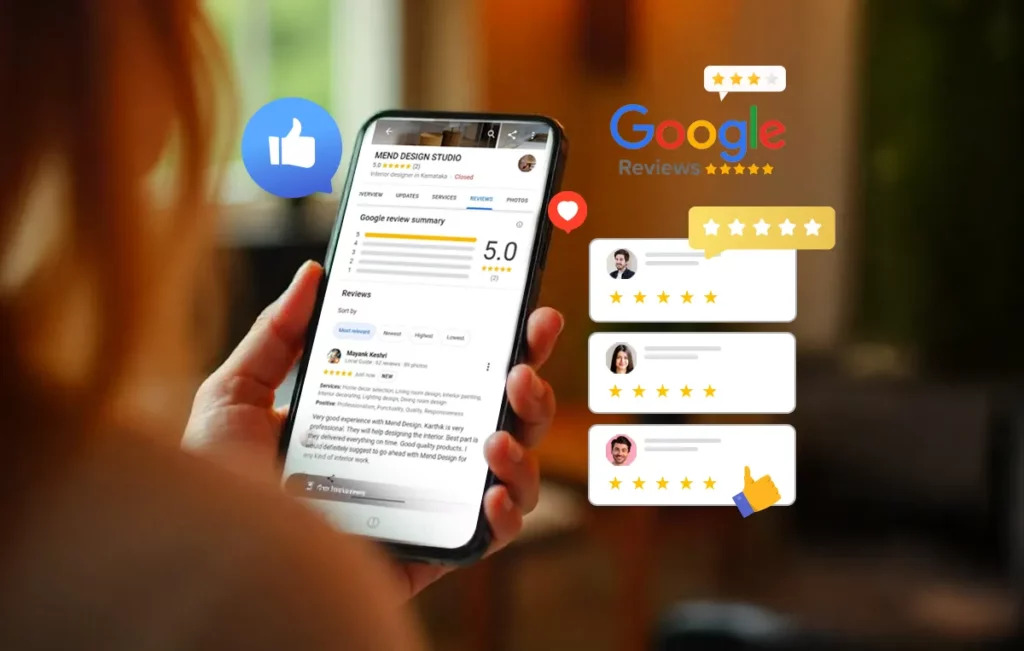 MEND DESIGN STUDIO
5.0 (2)
Interior designer in Karnataka · Closed
OVERVIEW UPDATES SERVICES REVIEWS PHOTOS
Google review summary
5
4
3
2
1
5.0
(2)
Reviews
Sort by
Most relevant Newest Highest Lowest
Mayank Keshri
Local Guide · 62 reviews · 99 photos
just now NEW
Services: Home decor selection, Living room design, Interior painting,
Interior decorating, Lighting design, Dining room design
Positive: Professionalism, Punctuality, Quality, Responsiveness
Very good experience with Mend Design. Karthik is very
professional. They will help designing the interior. Best part is
they delivered everything on time. Good quality products. I
would definitely suggest to go ahead with Mend Design for
any kind of interior work.
Google
Reviews